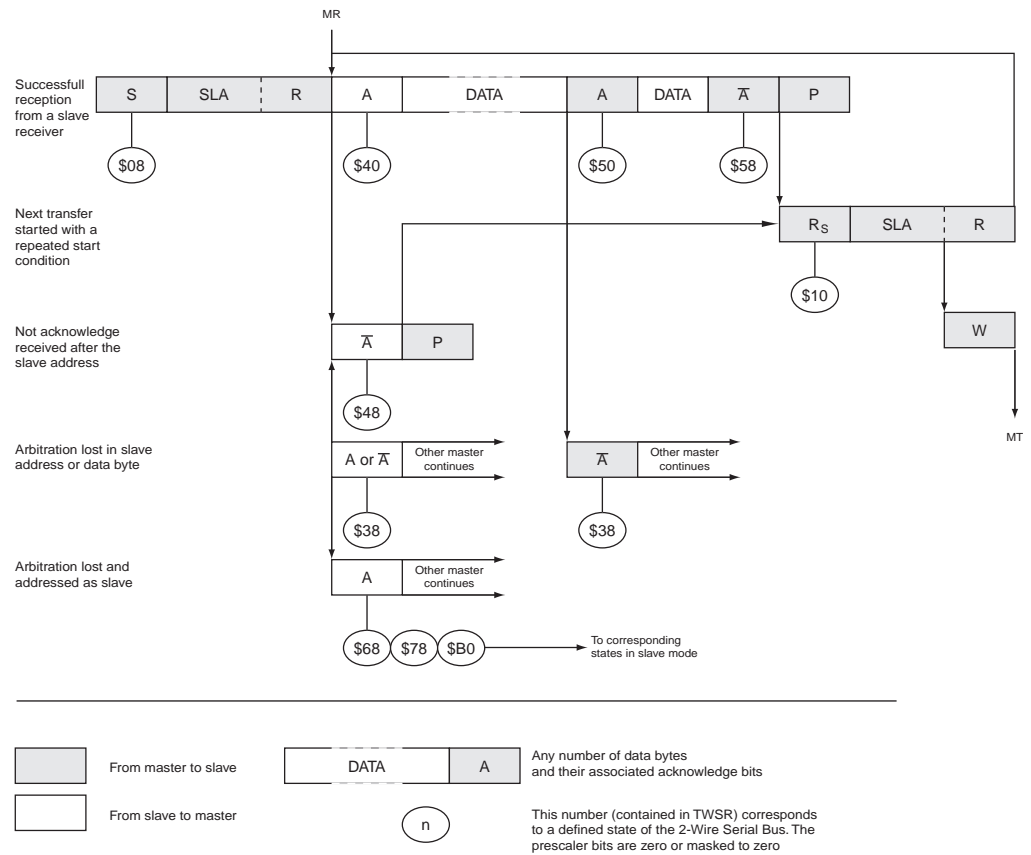 MR
Successfull
reception
from a slave
receiver
S SLA R A DATA A DATA A̅ P
$08 $40 $50 $58
Next transfer
started with a
repeated start
condition
RS SLA R
$10
Not acknowledge
received after the
slave address
A̅ P
W
$48
MT
Arbitration lost in slave
address or data byte
A or A̅
Other master
continues
A̅
Other master
continues
$38 $38
Arbitration lost and
addressed as slave
A
Other master
continues
$68 $78 $B0
To corresponding
states in slave mode
From master to slave
DATA A
Any number of data bytes
and their associated acknowledge bits
From slave to master
n
This number (contained in TWSR) corresponds
to a defined state of the 2-Wire Serial Bus. The
prescaler bits are zero or masked to zero